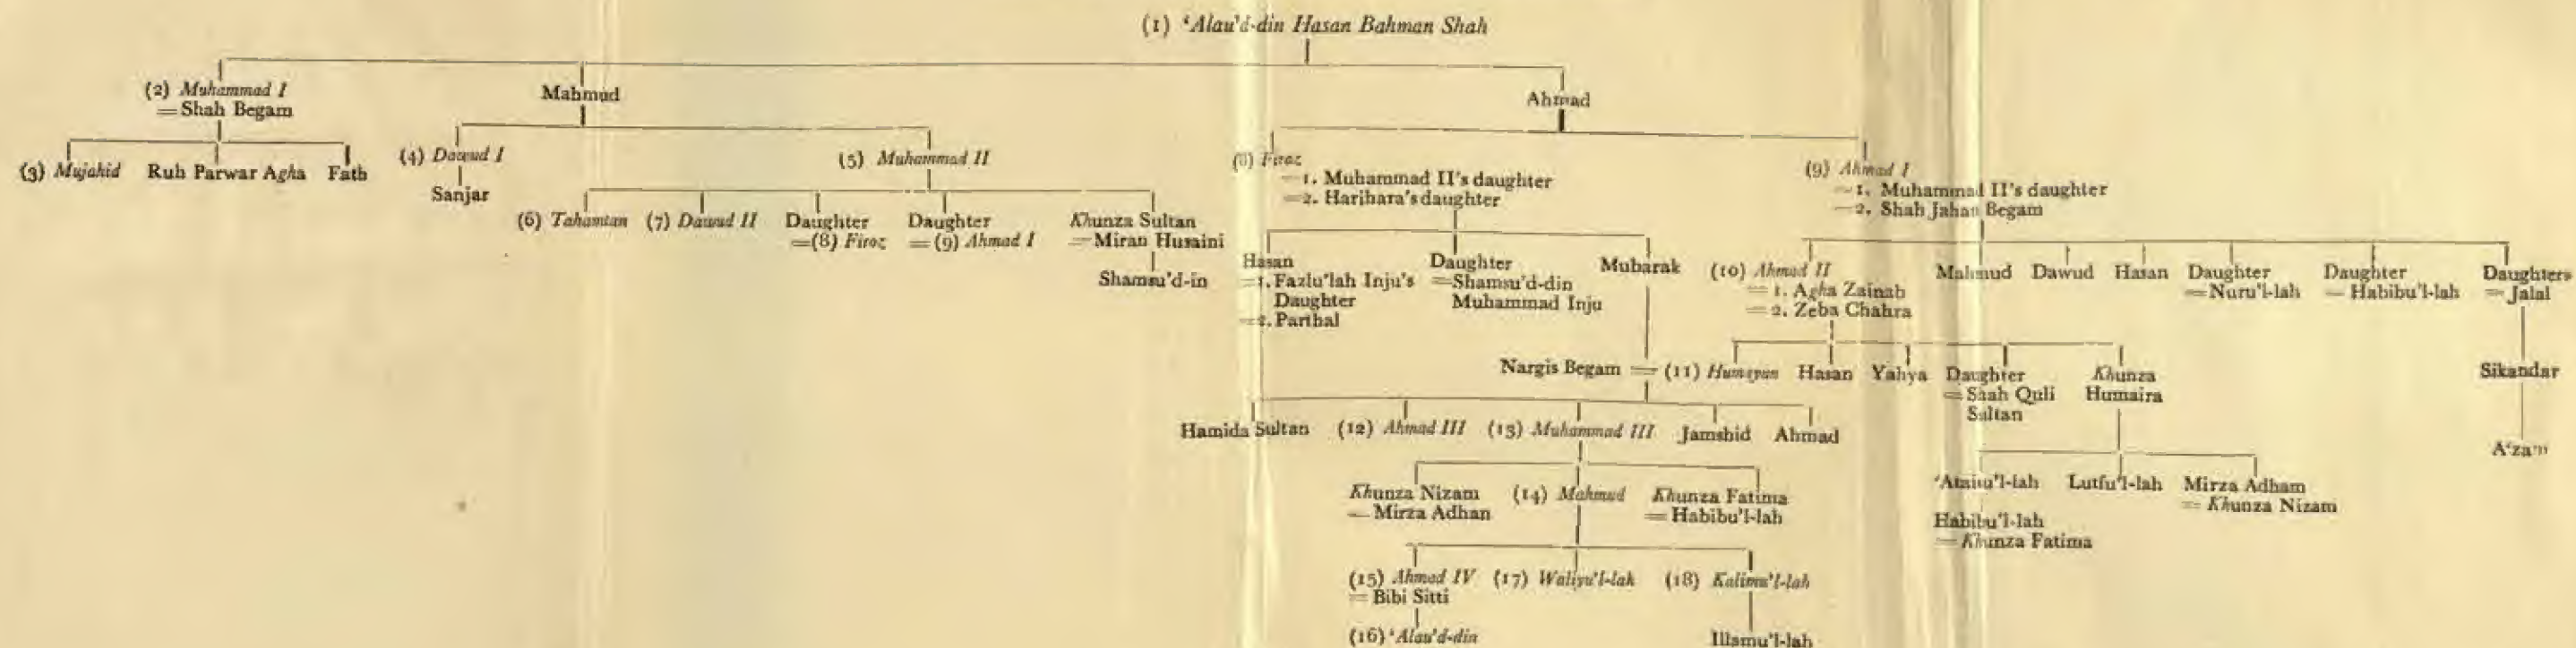 (1) ‘Alau’d-din Hasan Bahman Shah
(2) Muhammad I
=Shah Begam
Mahmud
Ahmad
(3) Mujahid
Ruh Parwar Agha
Fath
(4) Dawud I
Sanjar
(5) Muhammad II
(8) Firoz
=1. Muhammad II's daughter
=2. Harihara's daughter
(9) Ahmad I
=1. Muhammad II's daughter
=2. Shah Jahan Begam
(6) Tahamtan
(7) Dawud II
Daughter
=(8) Firoz
Daughter
=(9) Ahmad I
Khunza Sultan
=Miran Husaini
Shamsu'd-in
Hasan
=1. Fazlu'lah Inju's
Daughter
=2. Parthal
Daughter
=Shamsu'd-din
Muhammad Inju
Mubarak
(10) Ahmad II
=1. Agha Zainab
=2. Zeba Chahra
Mahmud
Dawud
Hasan
Daughter
=Nuru'l-lah
Daughter
=Habibu'l-lah
Daughters
=Jalal
Nargis Begam = (11) Humayun
Hasan
Yahya
Daughter
=Shah Quli
Sultan
Khunza
Humaira
Sikandar
A‘zam
Hamida Sultan
(12) Ahmad III
(13) Muhammad III
Jamshid
Ahmad
Khunza Nizam
=Mirza Adhan
(14) Mahmud
Khunza Fatima
=Habibu'l-lah
Lutfu'l-lah
Mirza Adham
=Khunza Nizam
Habibu'l-lah
=Khunza Fatima
(15) Ahmad IV
=Bibi Sitti
(17) Waliyu'l-lah
(18) Kalimu'l-lah
(16) ‘Alau'd-din
Illamu'l-lah